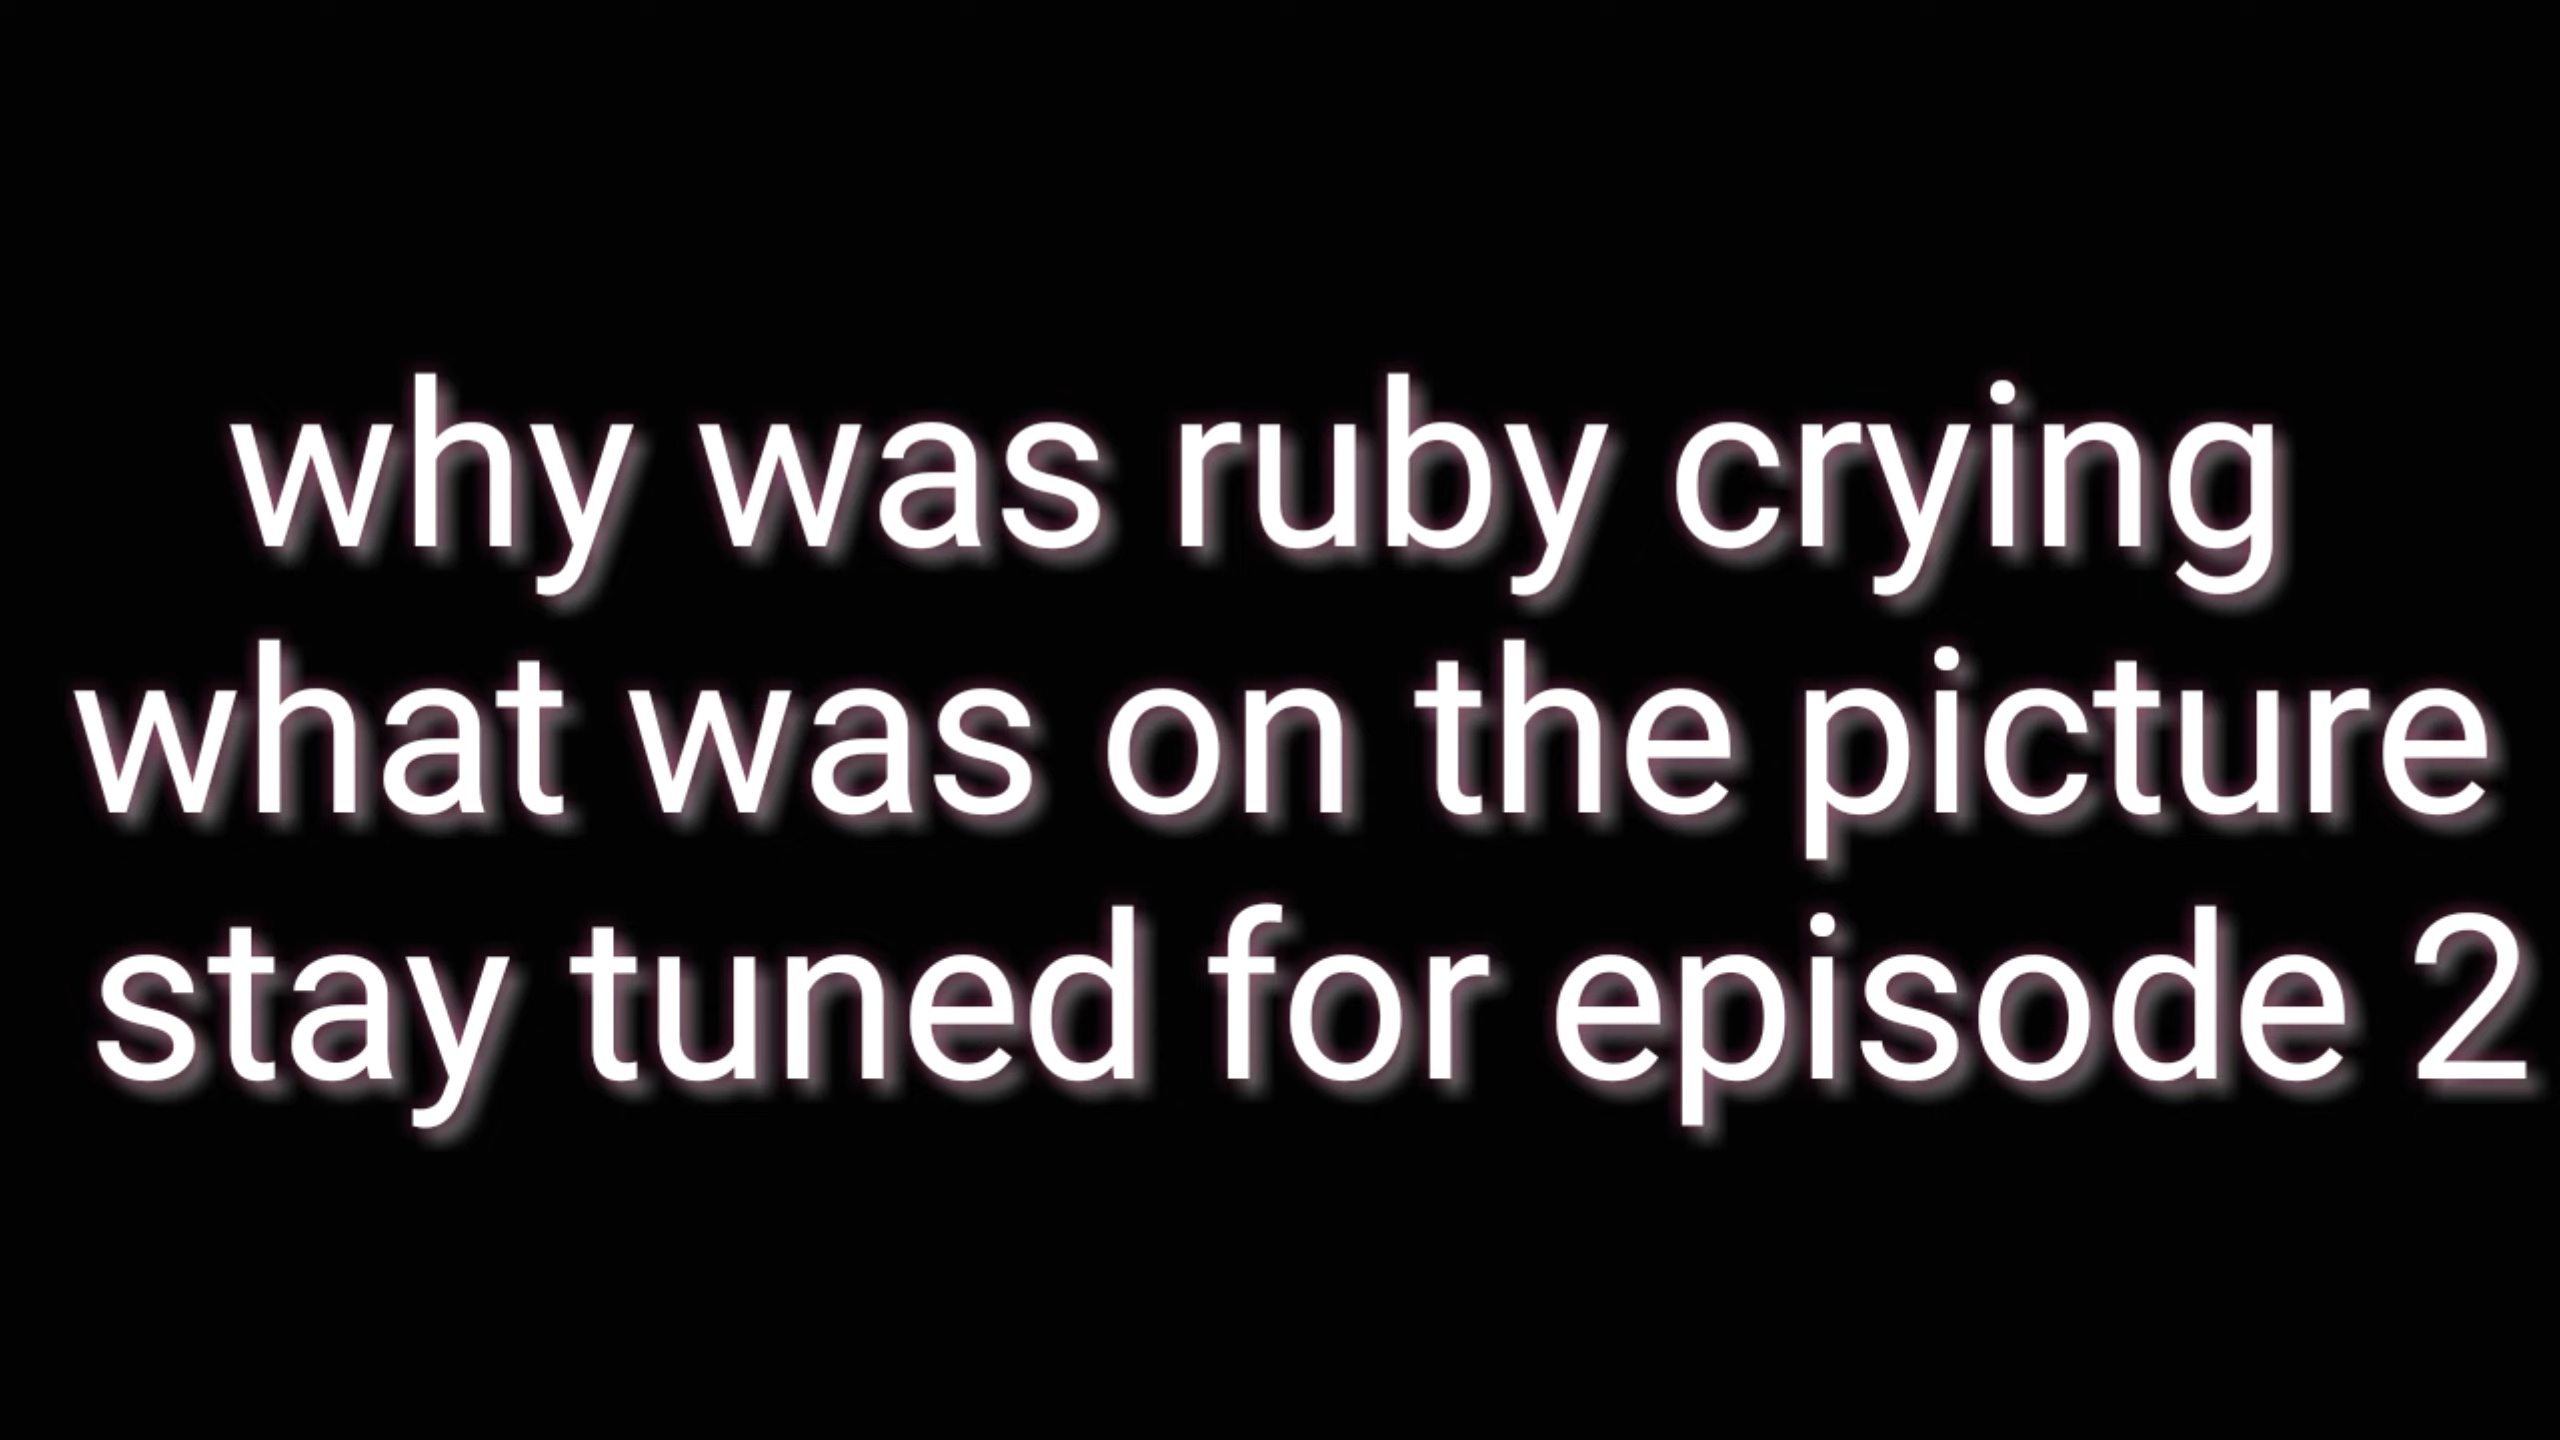 why was ruby crying
what was on the picture
stay tuned for episode 2